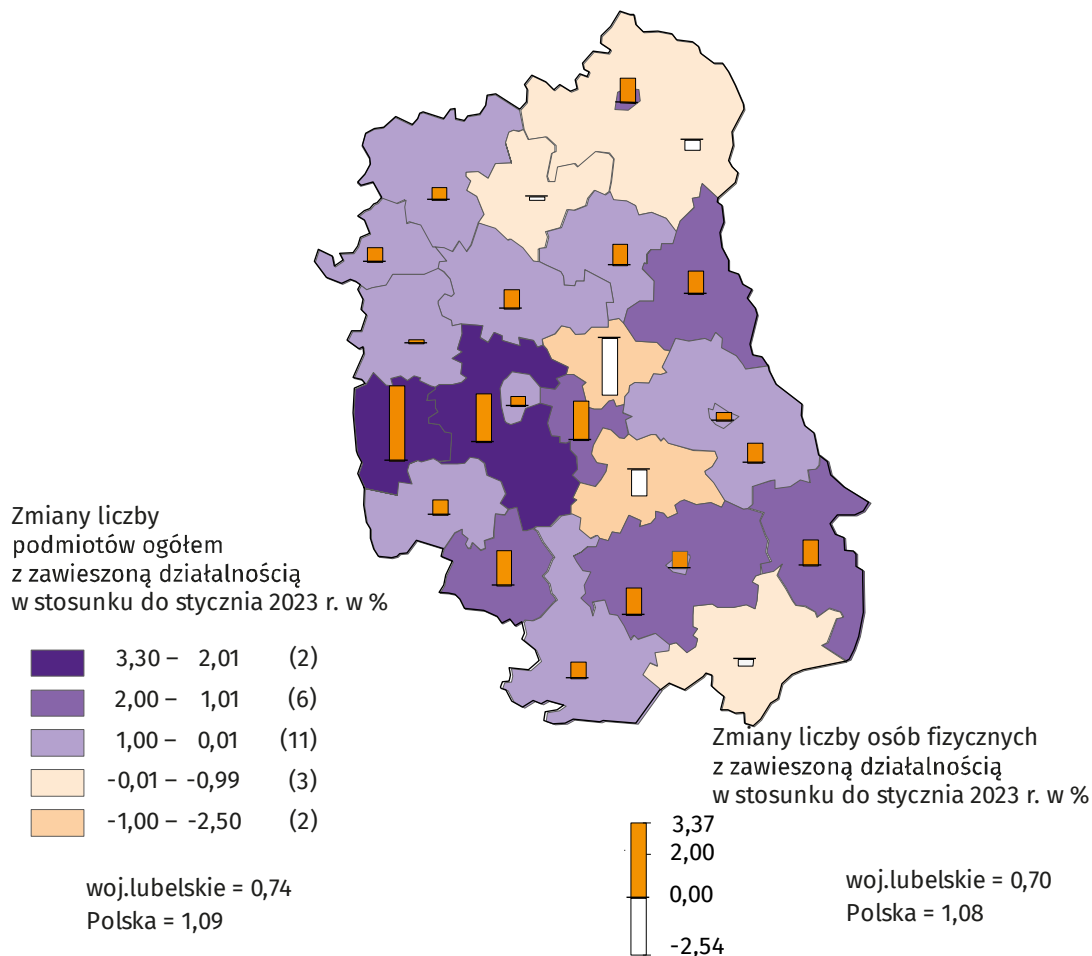 Zmiany liczby
podmiotów ogółem
z zawieszoną działalnością
w stosunku do stycznia 2023 r. w %
3,30 – 2,01 (2)
2,00 – 1,01 (6)
1,00 – 0,01 (11)
-0,01 – -0,99 (3)
-1,00 – -2,50 (2)
woj.lubelskie = 0,74
Polska = 1,09
Zmiany liczby osób fizycznych
z zawieszoną działalnością
w stosunku do stycznia 2023 r. w %
3,37
2,00
0,00
-2,54
woj.lubelskie = 0,70
Polska = 1,08